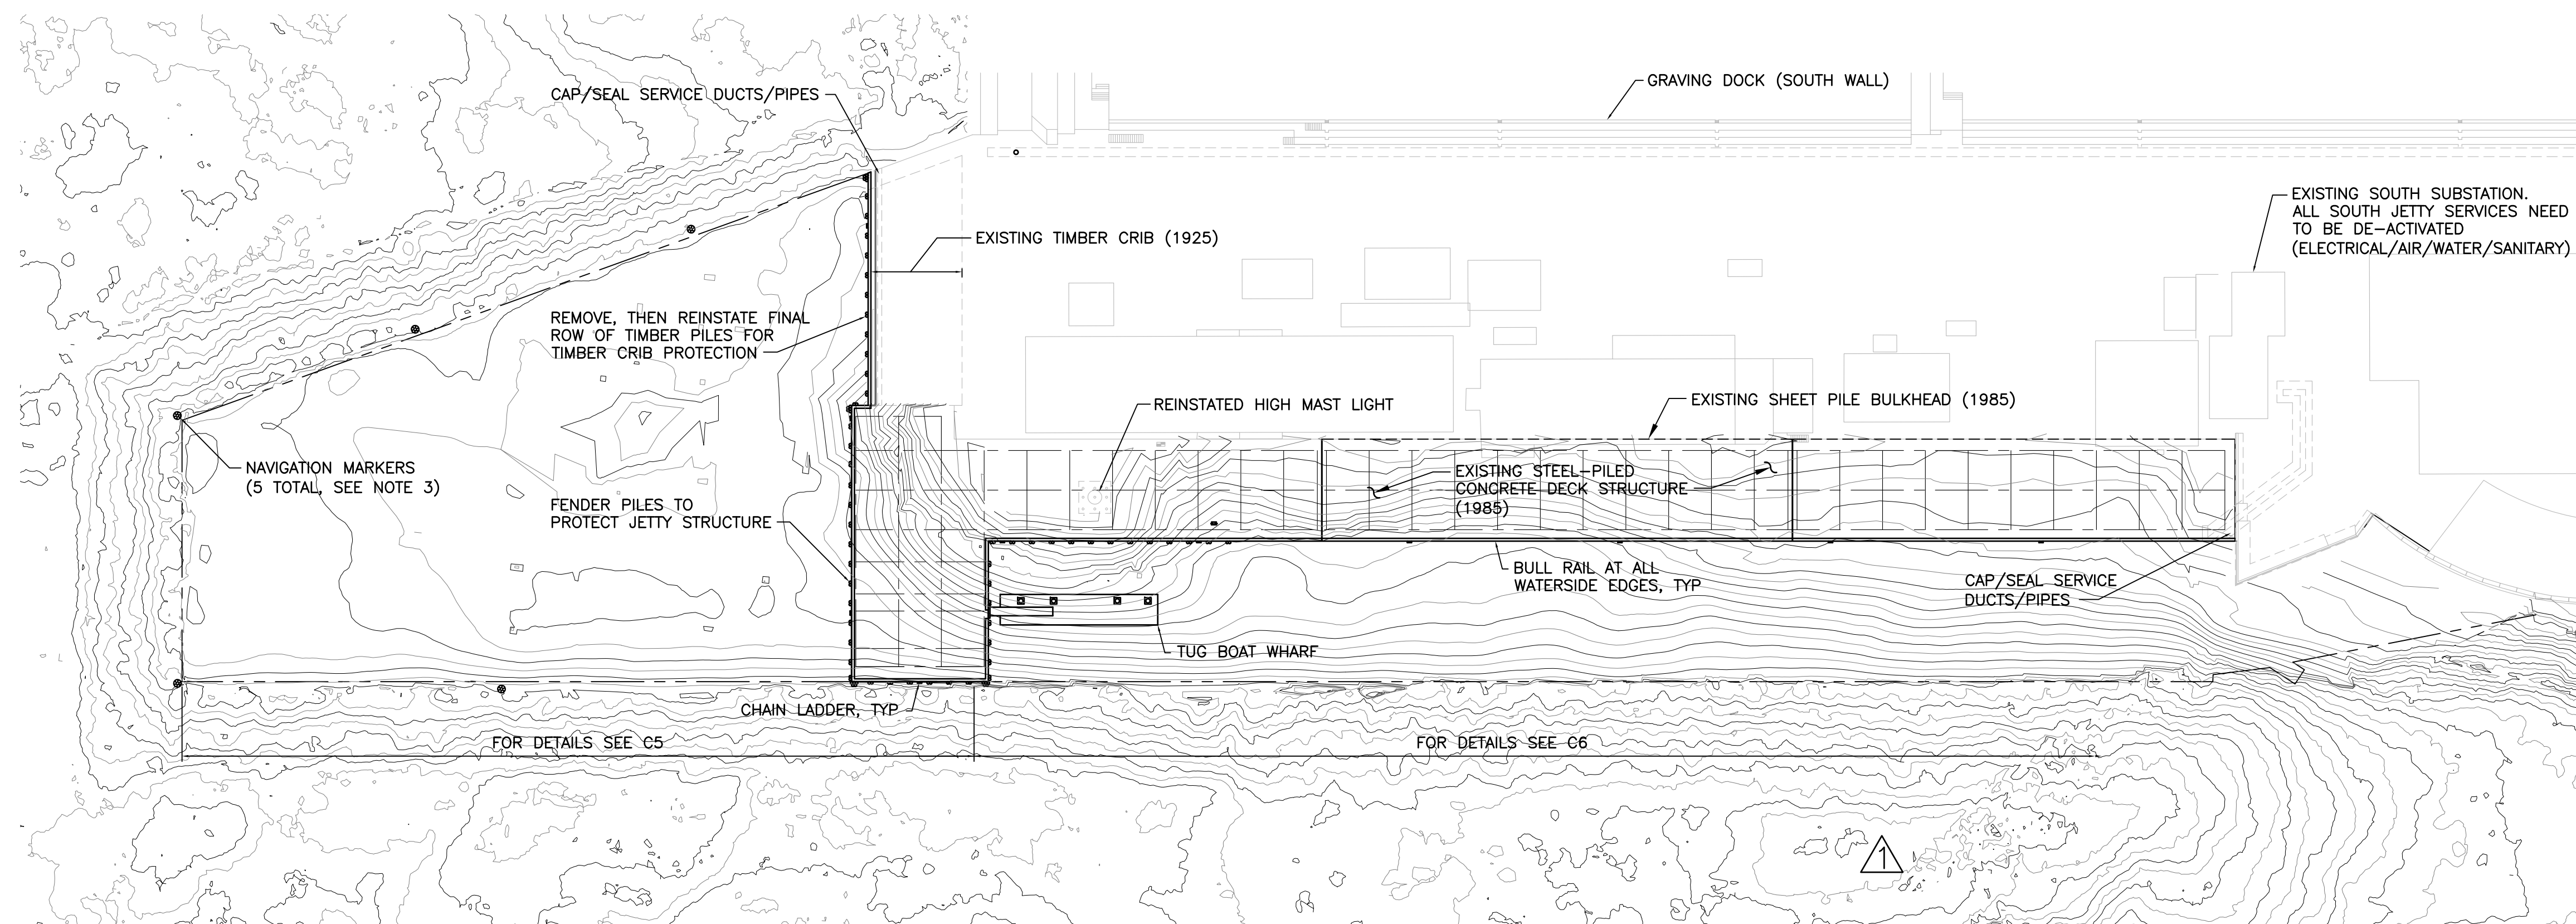 CAP/SEAL SERVICE DUCTS/PIPES
GRAVING DOCK (SOUTH WALL)
EXISTING SOUTH SUBSTATION.
ALL SOUTH JETTY SERVICES NEED
TO BE DE-ACTIVATED
(ELECTRICAL/AIR/WATER/SANITARY)
EXISTING TIMBER CRIB (1925)
REMOVE, THEN REINSTATE FINAL
ROW OF TIMBER PILES FOR
TIMBER CRIB PROTECTION
REINSTATED HIGH MAST LIGHT
EXISTING SHEET PILE BULKHEAD (1985)
NAVIGATION MARKERS
(5 TOTAL, SEE NOTE 3)
EXISTING STEEL-PILED
CONCRETE DECK STRUCTURE
(1985)
FENDER PILES TO
PROTECT JETTY STRUCTURE
BULL RAIL AT ALL
WATERSIDE EDGES, TYP
CAP/SEAL SERVICE
DUCTS/PIPES
TUG BOAT WHARF
CHAIN LADDER, TYP
FOR DETAILS SEE C5
FOR DETAILS SEE C6
1